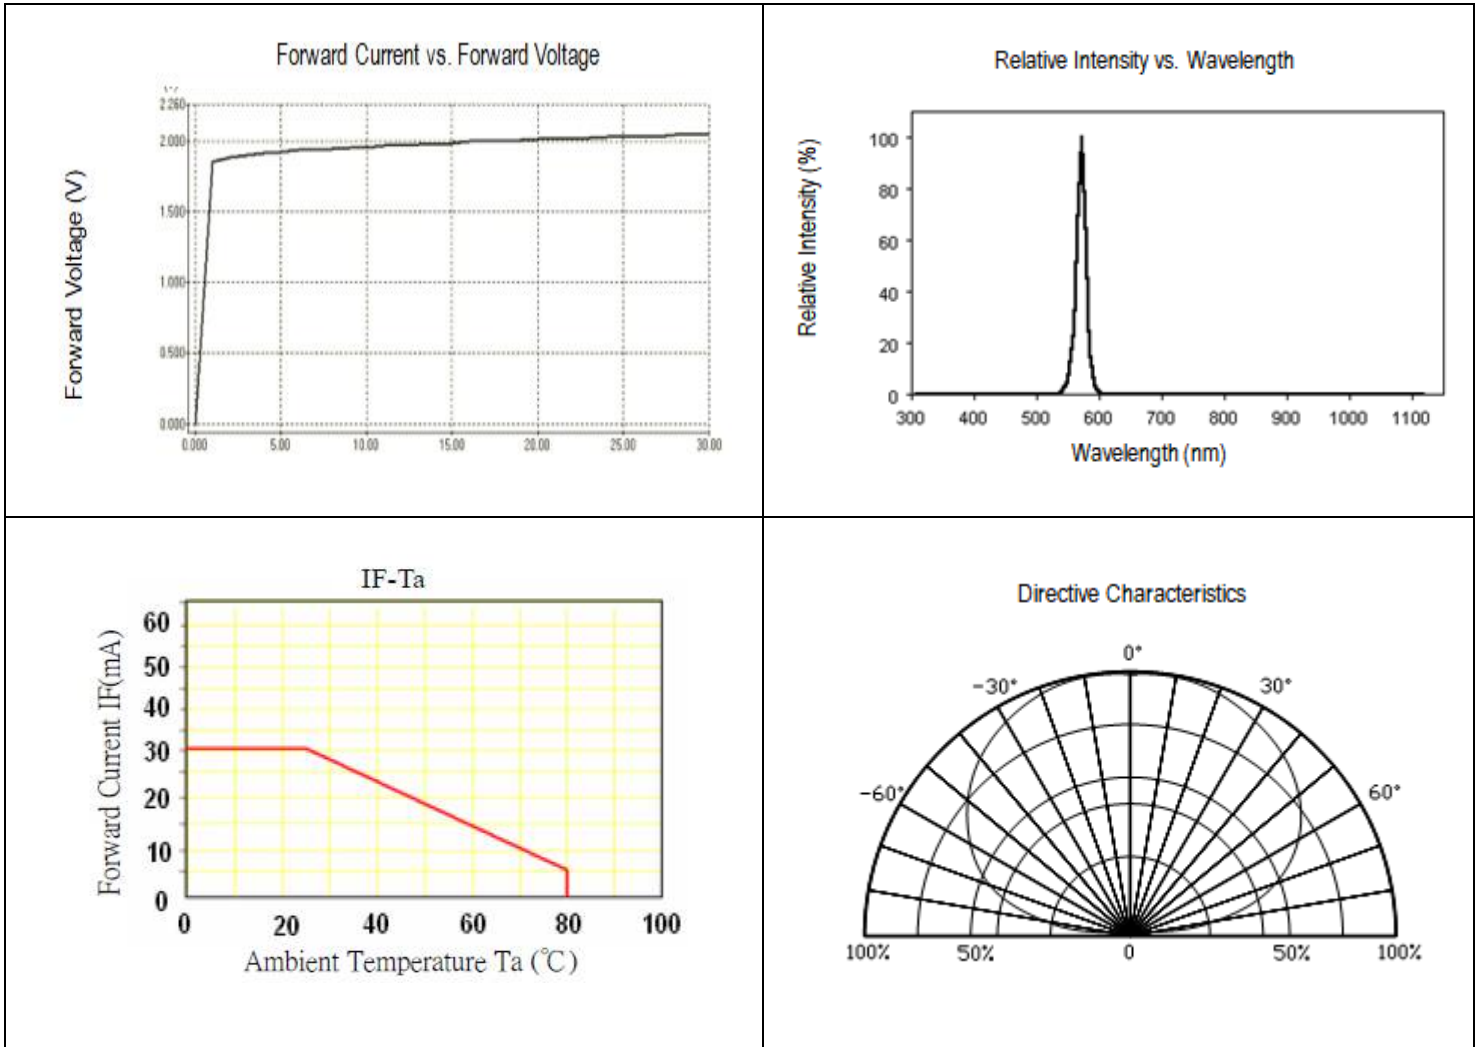 Forward Current vs. Forward Voltage
Forward Voltage (V)
2.260
2.000
1.500
1.000
0.500
0.000
0.000 5.00 10.00 15.00 20.00 25.00 30.00
Relative Intensity vs. Wavelength
Relative Intensity (%)
100
80
60
40
20
0
300 400 500 600 700 800 900 1000 1100
Wavelength (nm)
IF-Ta
Forward Current IF(mA)
60
50
40
30
20
10
0
0 20 40 60 80 100
Ambient Temperature Ta (℃)
Directive Characteristics
0°
-30° 30°
-60° 60°
100% 50% 0 50% 100%